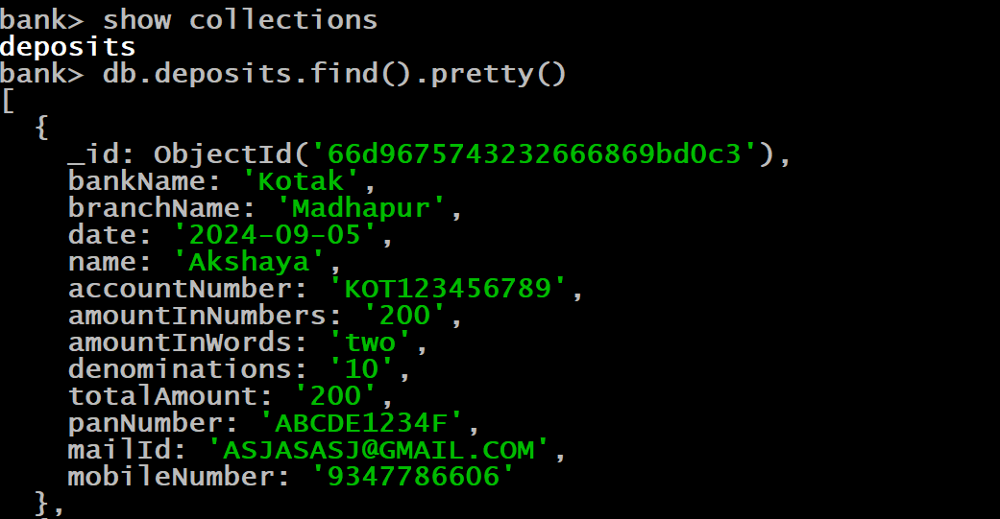 bank> show collections
deposits
bank> db.deposits.find().pretty()
[
{
_id: ObjectId('66d9675743232666869bd0c3'),
bankName: 'Kotak',
branchName: 'Madhapur',
date: '2024-09-05',
name: 'Akshaya',
accountNumber: 'KOT123456789',
amountInNumbers: '200',
amountInWords: 'two',
denominations: '10',
totalAmount: '200',
panNumber: 'ABCDE1234F',
mailId: 'ASJASASJ@GMAIL.COM',
mobileNumber: '9347786606'
},